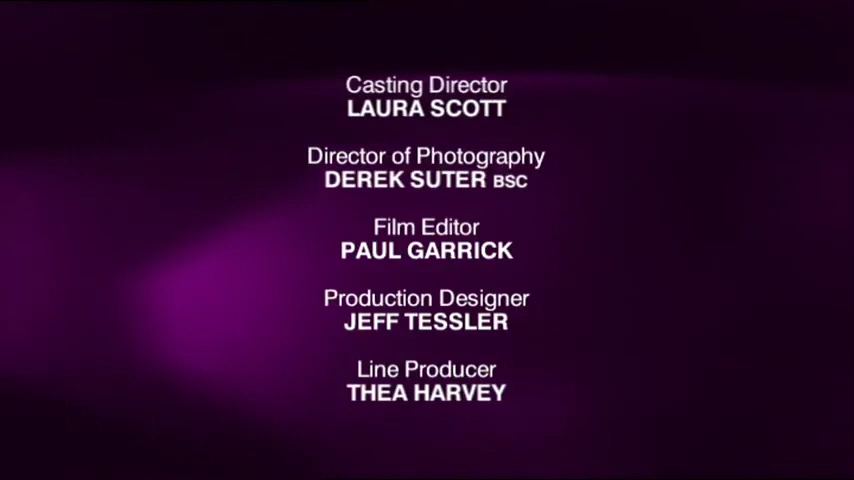 Casting Director
LAURA SCOTT
Director of Photography
DEREK SUTER BSC
Film Editor
PAUL GARRICK
Production Designer
JEFF TESSLER
Line Producer
THEA HARVEY